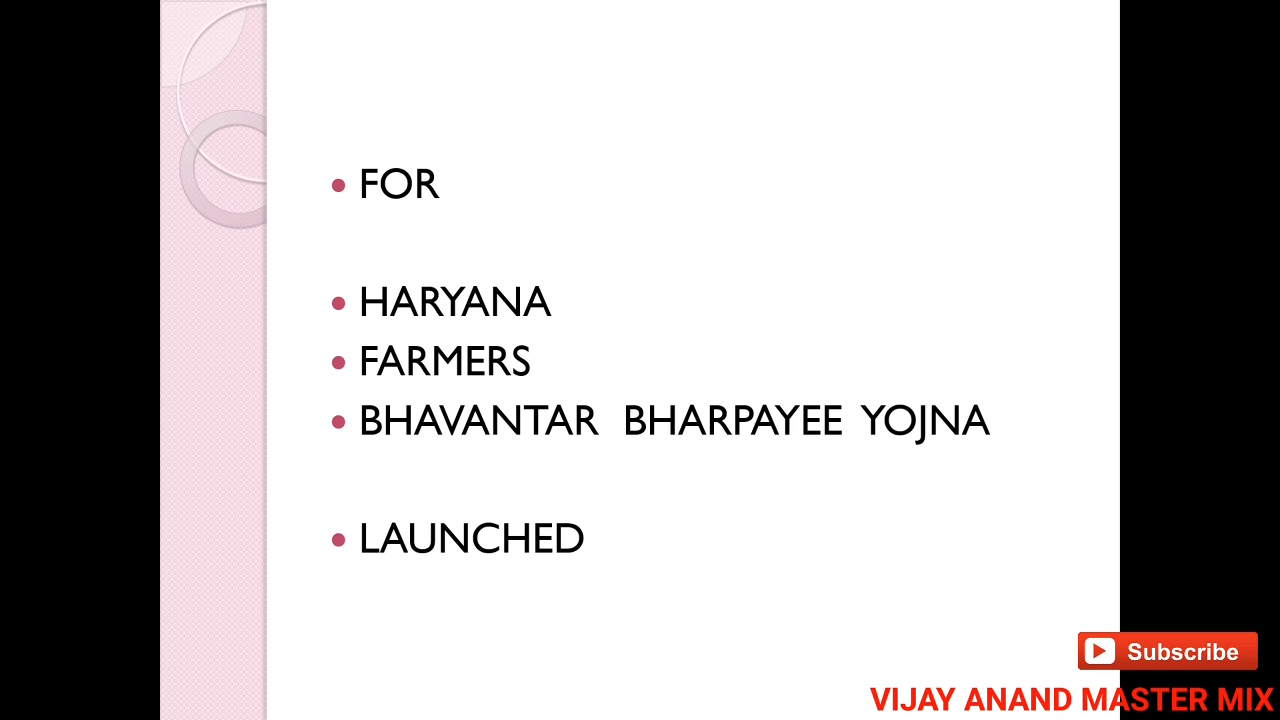 FOR
HARYANA
FARMERS
BHAVANTAR BHARPAYEE YOJNA
LAUNCHED
Subscribe
VIJAY ANAND MASTER MIX